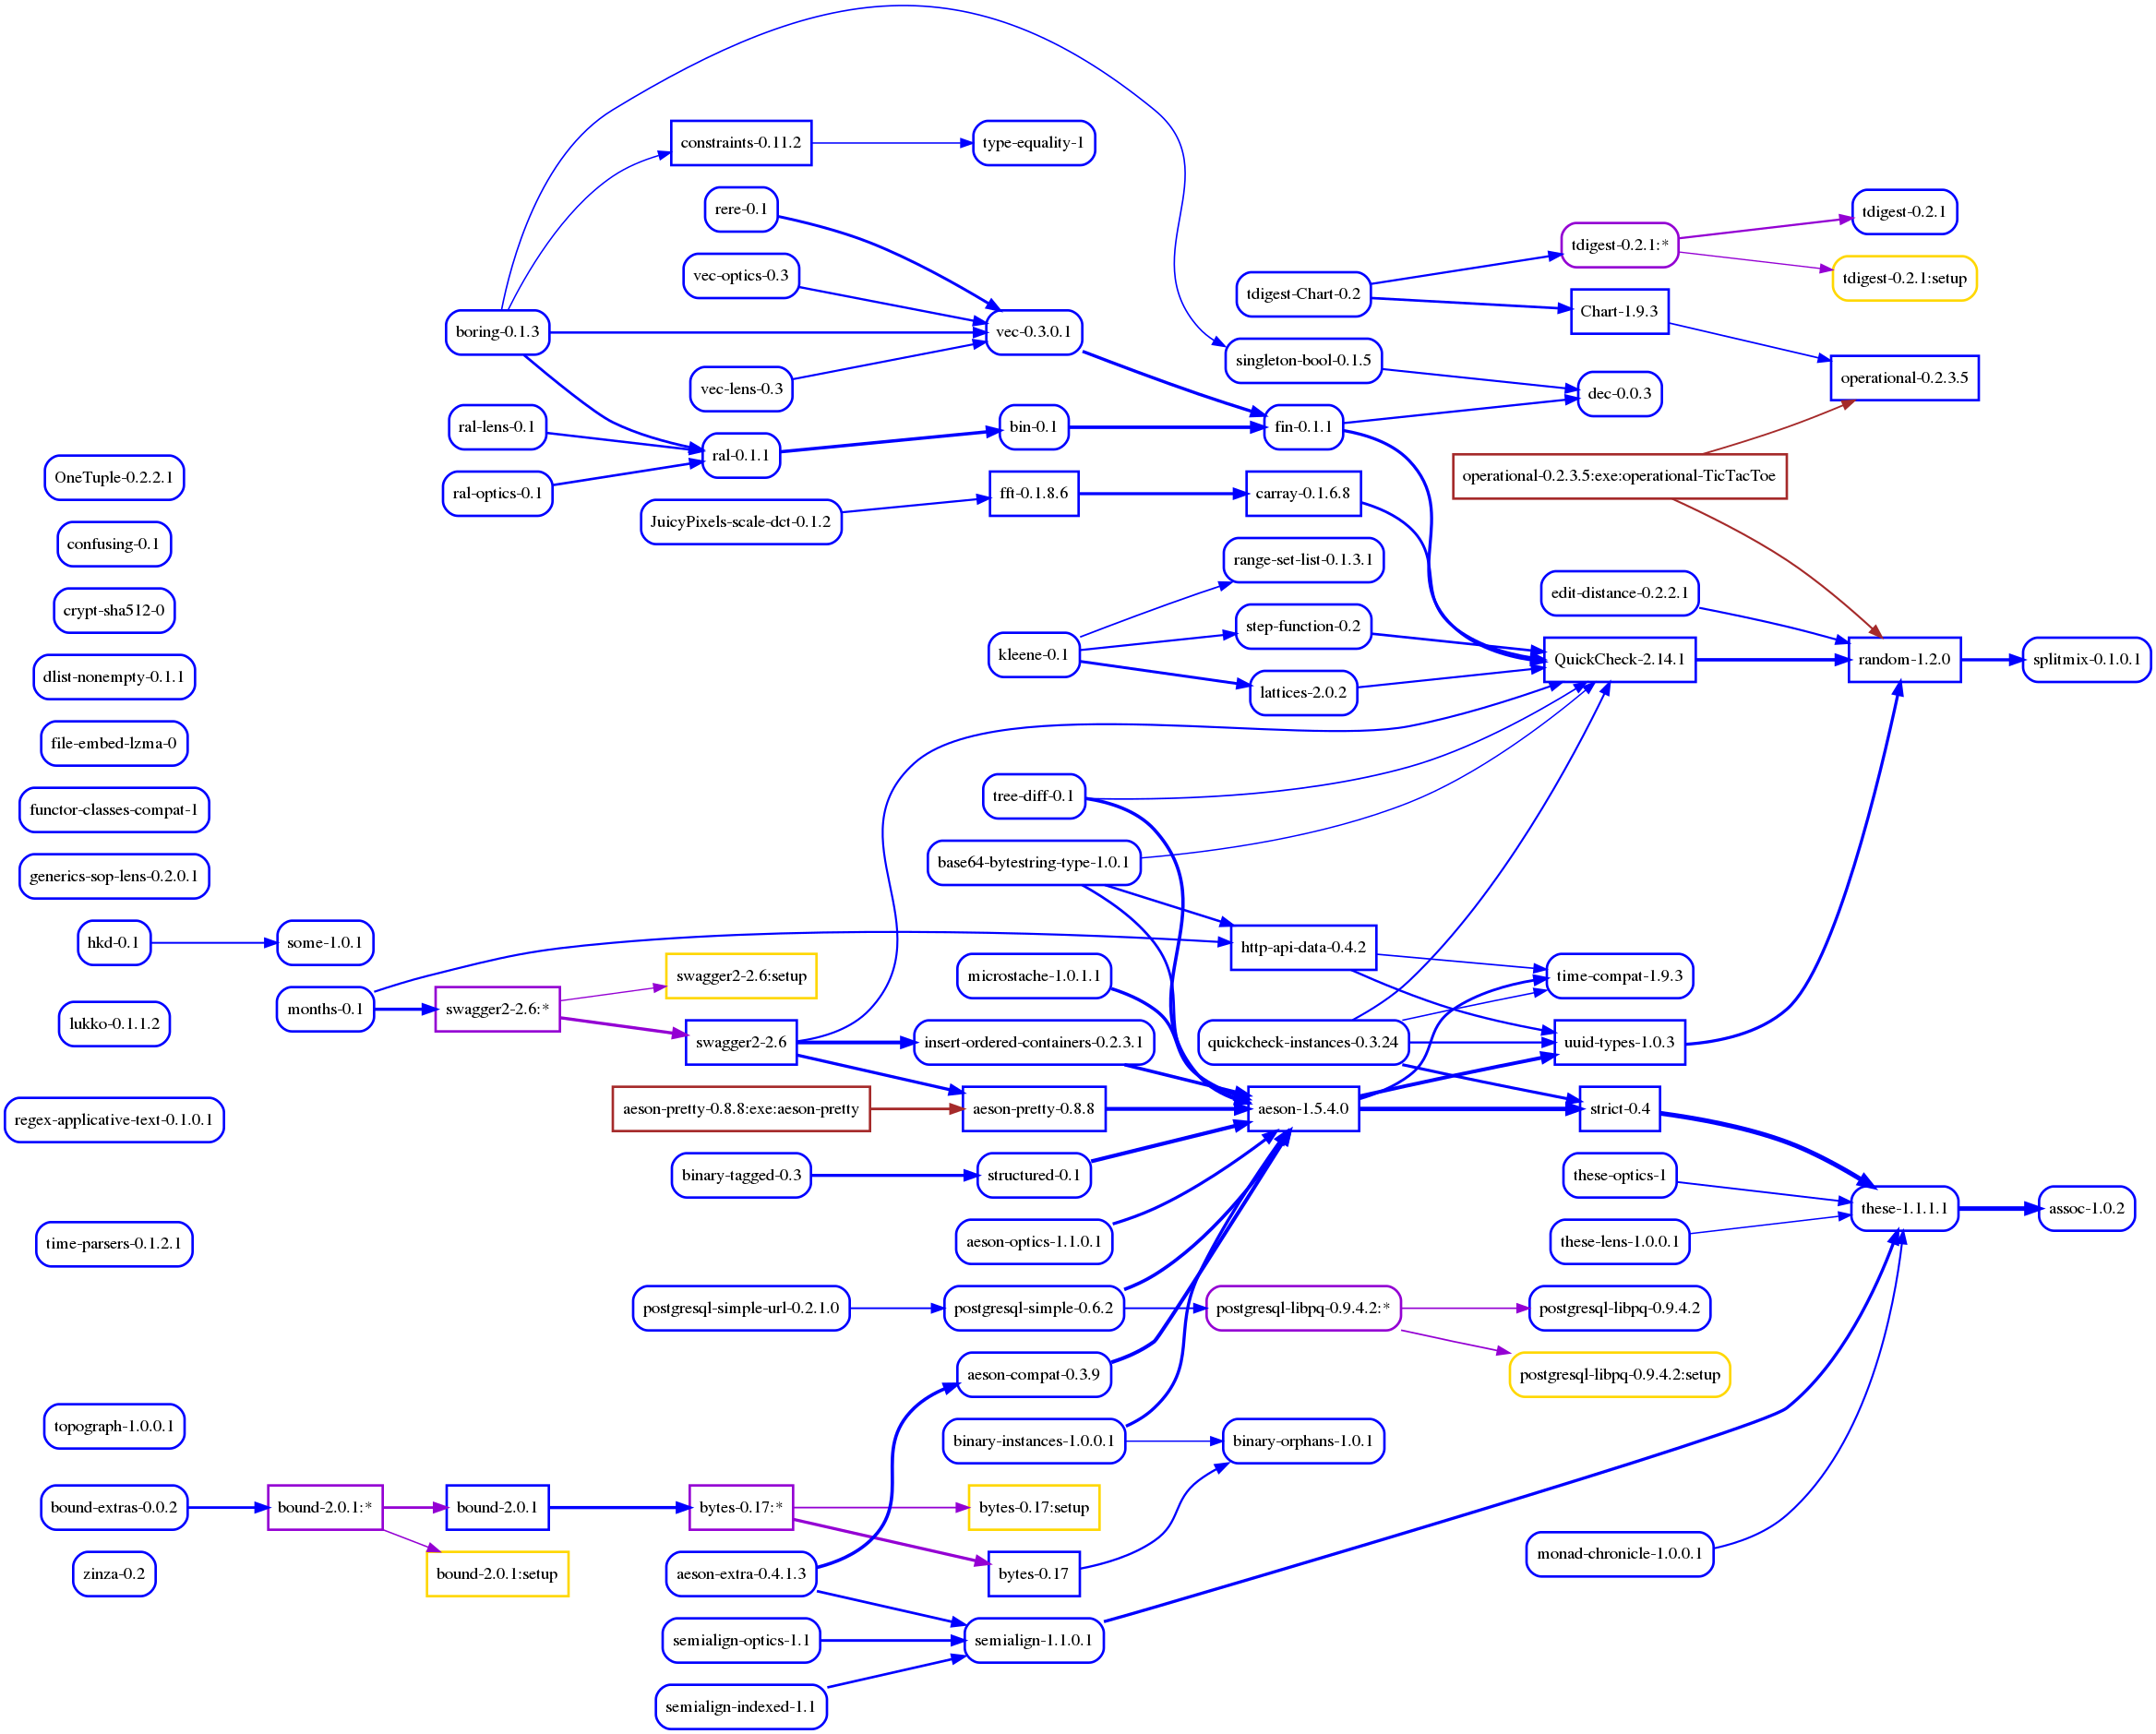 constraints-0.11.2
type-equality-1
rere-0.1
tdigest-0.2.1
tdigest-0.2.1:*
vec-optics-0.3
tdigest-0.2.1:setup
tdigest-Chart-0.2
Chart-1.9.3
boring-0.1.3
vec-0.3.0.1
singleton-bool-0.1.5
operational-0.2.3.5
vec-lens-0.3
dec-0.0.3
ral-lens-0.1
bin-0.1
fin-0.1.1
ral-0.1.1
OneTuple-0.2.2.1
operational-0.2.3.5:exe:operational-TicTacToe
ral-optics-0.1
fft-0.1.8.6
carray-0.1.6.8
JuicyPixels-scale-dct-0.1.2
confusing-0.1
range-set-list-0.1.3.1
edit-distance-0.2.2.1
crypt-sha512-0
step-function-0.2
kleene-0.1
QuickCheck-2.14.1
random-1.2.0
splitmix-0.1.0.1
dlist-nonempty-0.1.1
lattices-2.0.2
file-embed-lzma-0
tree-diff-0.1
functor-classes-compat-1
base64-bytestring-type-1.0.1
generics-sop-lens-0.2.0.1
hkd-0.1
some-1.0.1
http-api-data-0.4.2
swagger2-2.6:setup
microstache-1.0.1.1
time-compat-1.9.3
months-0.1
swagger2-2.6:*
lukko-0.1.1.2
swagger2-2.6
insert-ordered-containers-0.2.3.1
quickcheck-instances-0.3.24
uuid-types-1.0.3
aeson-pretty-0.8.8:exe:aeson-pretty
aeson-pretty-0.8.8
aeson-1.5.4.0
strict-0.4
regex-applicative-text-0.1.0.1
binary-tagged-0.3
structured-0.1
these-optics-1
these-1.1.1.1
assoc-1.0.2
time-parsers-0.1.2.1
aeson-optics-1.1.0.1
these-lens-1.0.0.1
postgresql-simple-url-0.2.1.0
postgresql-simple-0.6.2
postgresql-libpq-0.9.4.2:*
postgresql-libpq-0.9.4.2
aeson-compat-0.3.9
postgresql-libpq-0.9.4.2:setup
topograph-1.0.0.1
binary-instances-1.0.0.1
binary-orphans-1.0.1
bound-extras-0.0.2
bound-2.0.1:*
bound-2.0.1
bytes-0.17:*
bytes-0.17:setup
monad-chronicle-1.0.0.1
zinza-0.2
bound-2.0.1:setup
aeson-extra-0.4.1.3
bytes-0.17
semialign-optics-1.1
semialign-1.1.0.1
semialign-indexed-1.1